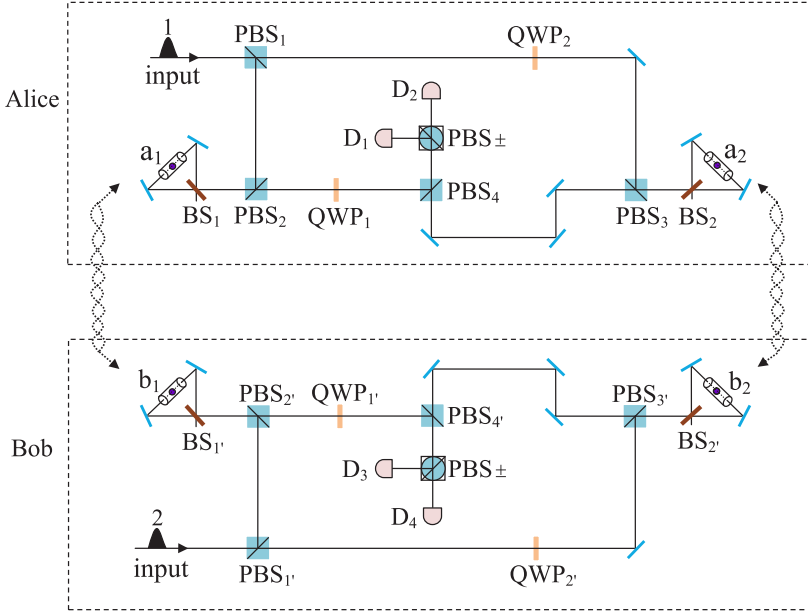 1
PBS₁
QWP₂
input
D₂
Alice
a₁
D₁
PBS±
a₂
BS₁
PBS₂
QWP₁
PBS₄
PBS₃
BS₂
b₁
PBS₂'
QWP₁'
PBS₃'
b₂
BS₁'
PBS₄'
BS₂'
Bob
D₃
PBS±
2
D₄
input
PBS₁'
QWP₂'